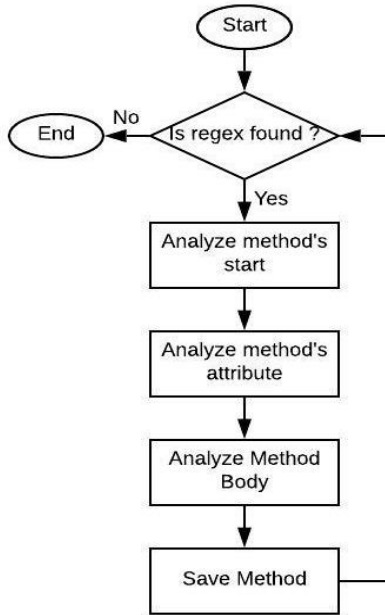 Start
Is regex found ?
No
End
Yes
Analyze method's
start
Analyze method's
attribute
Analyze Method
Body
Save Method